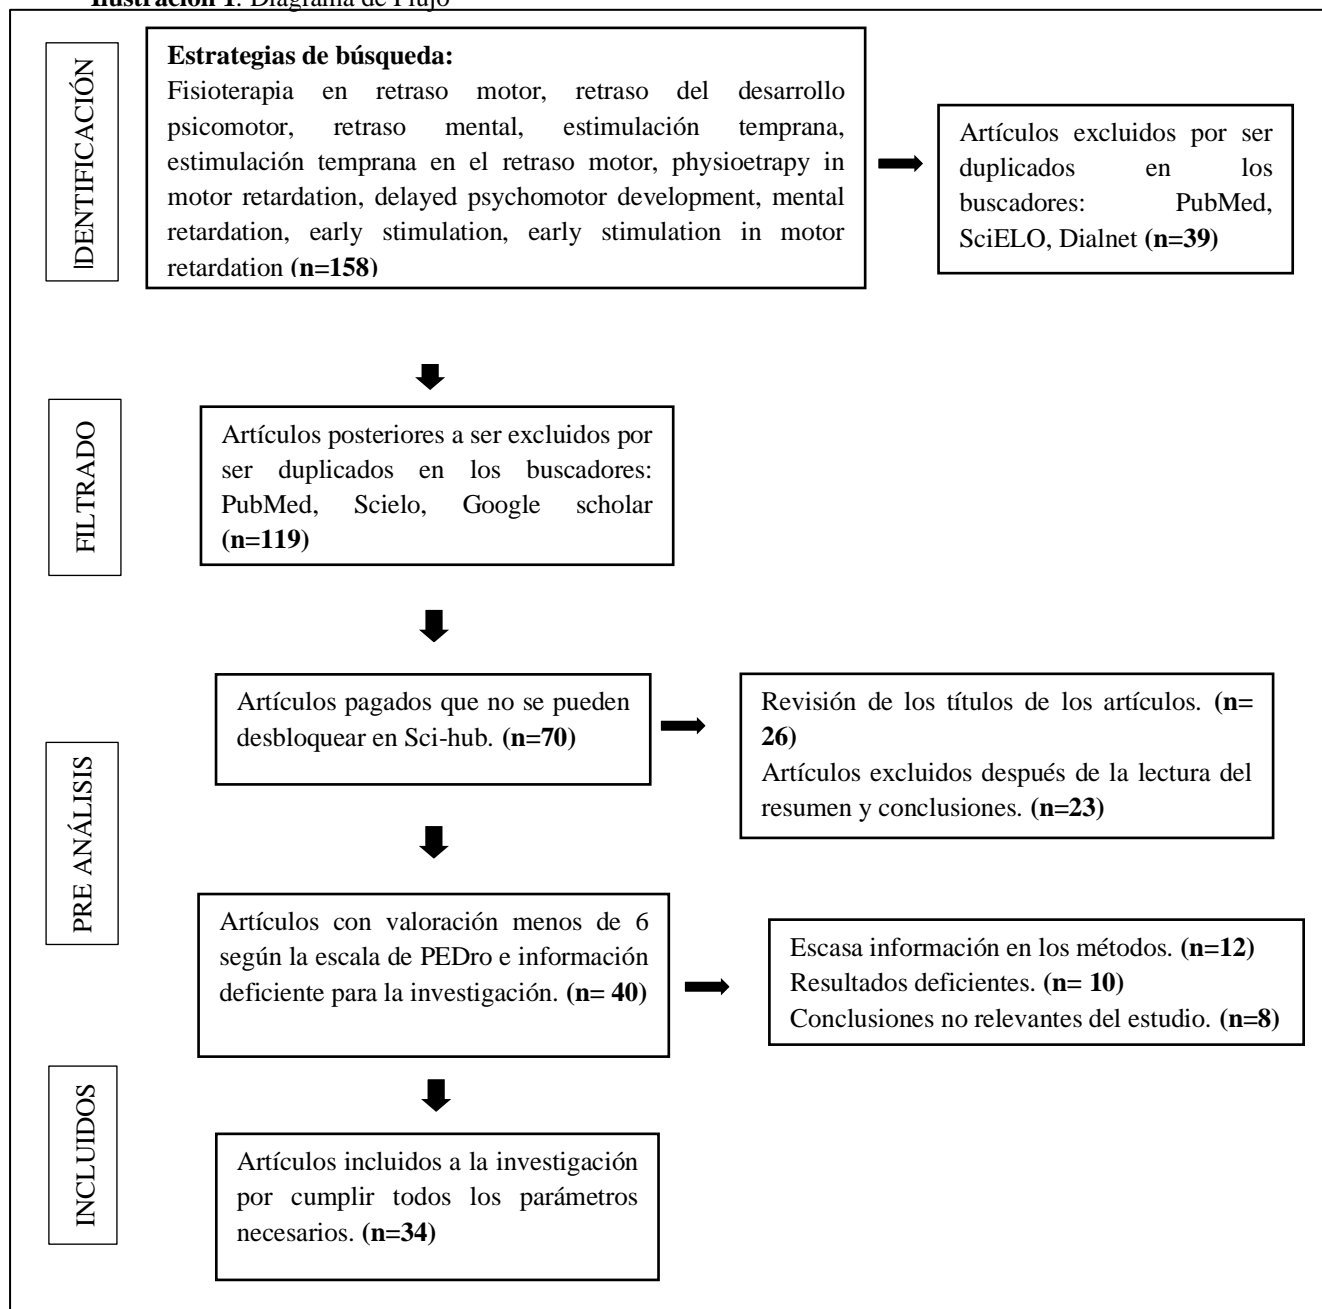 Ilustración 1. Diagrama de Flujo
IDENTIFICACIÓN
Estrategias de búsqueda:
Fisioterapia en retraso motor, retraso del desarrollo
psicomotor, retraso mental, estimulación temprana,
estimulación temprana en el retraso motor, physioetrapy in
motor retardation, delayed psychomotor development, mental
retardation, early stimulation, early stimulation in motor
retardation (n=158)
Artículos excluidos por ser
duplicados en los
buscadores: PubMed,
SciELO, Dialnet (n=39)
FILTRADO
Artículos posteriores a ser excluidos por
ser duplicados en los buscadores:
PubMed, Scielo, Google scholar
(n=119)
PRE ANÁLISIS
Artículos pagados que no se pueden
desbloquear en Sci-hub. (n=70)
Revisión de los títulos de los artículos. (n=
26)
Artículos excluidos después de la lectura del
resumen y conclusiones. (n=23)
Artículos con valoración menos de 6
según la escala de PEDro e información
deficiente para la investigación. (n= 40)
Escasa información en los métodos. (n=12)
Resultados deficientes. (n= 10)
Conclusiones no relevantes del estudio. (n=8)
INCLUIDOS
Artículos incluidos a la investigación
por cumplir todos los parámetros
necesarios. (n=34)